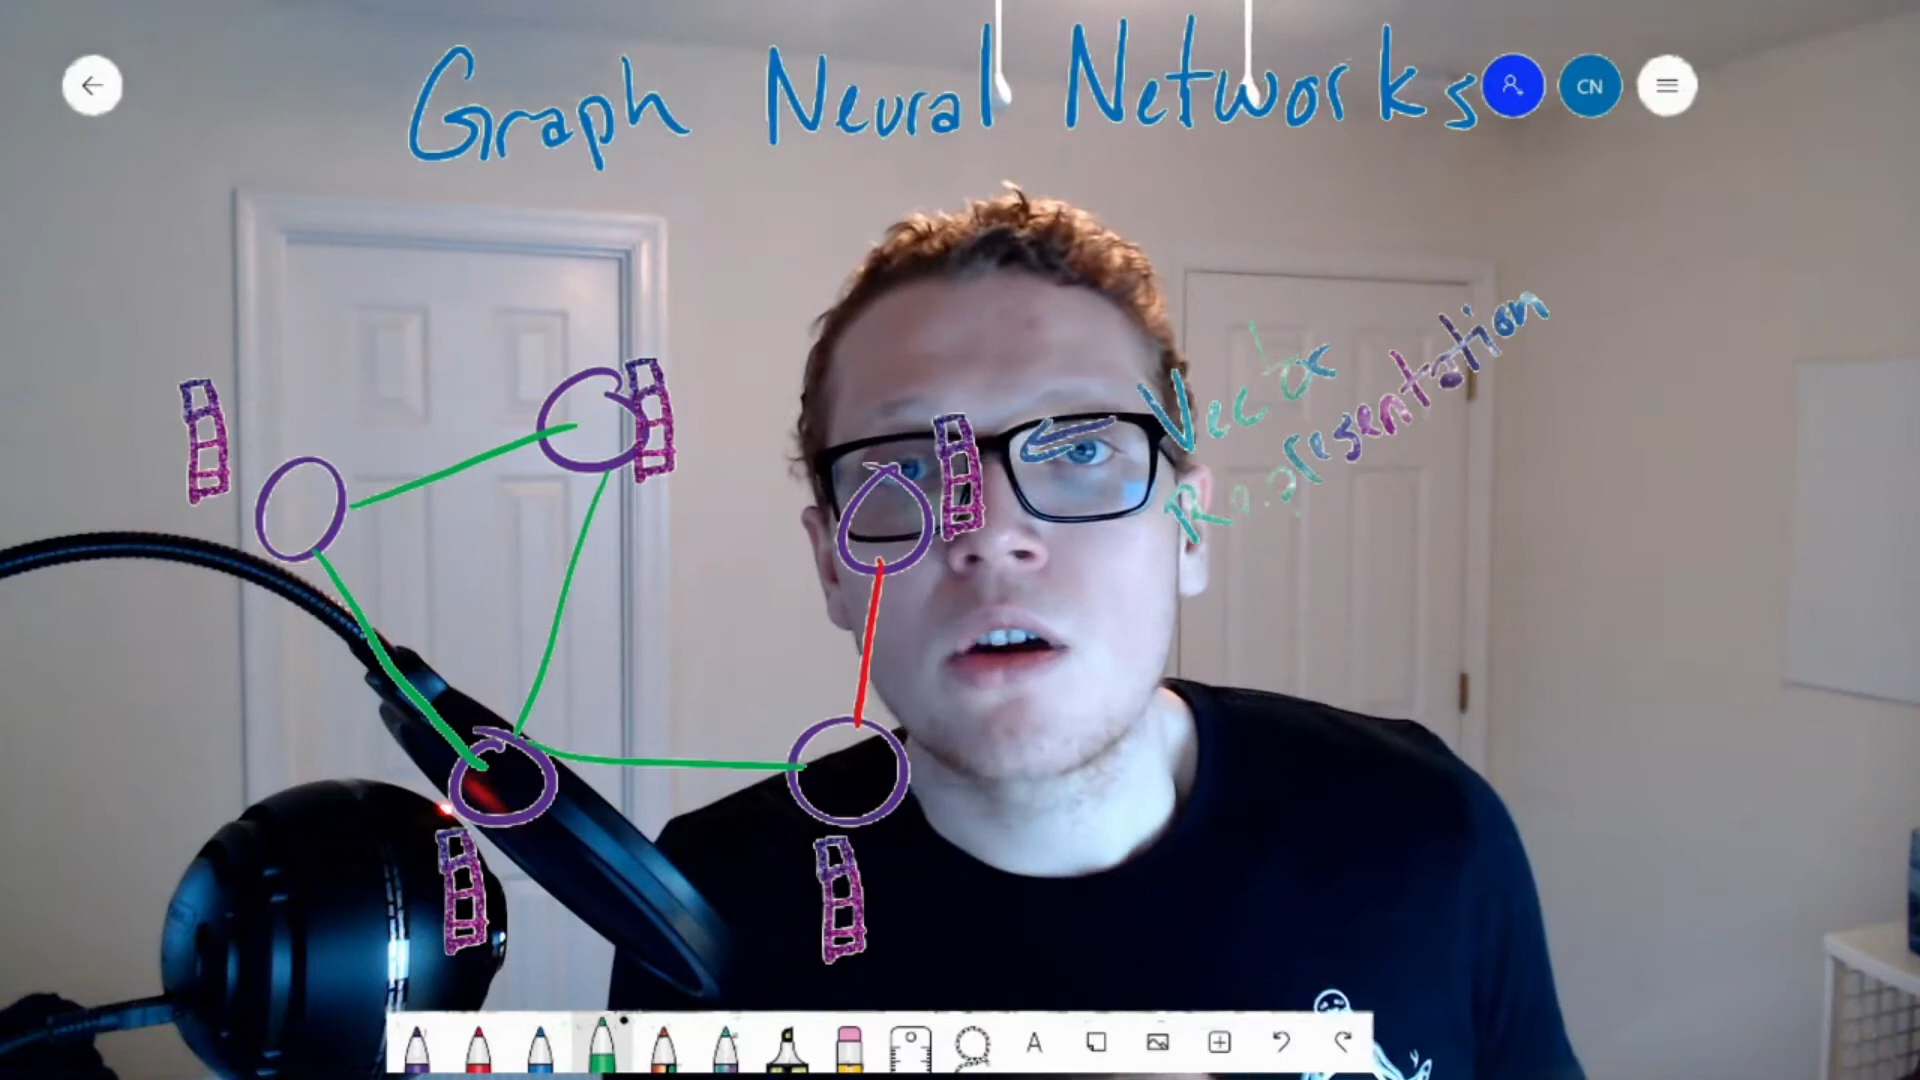 Graph Neural Networks
CN
Vector
Representation
A